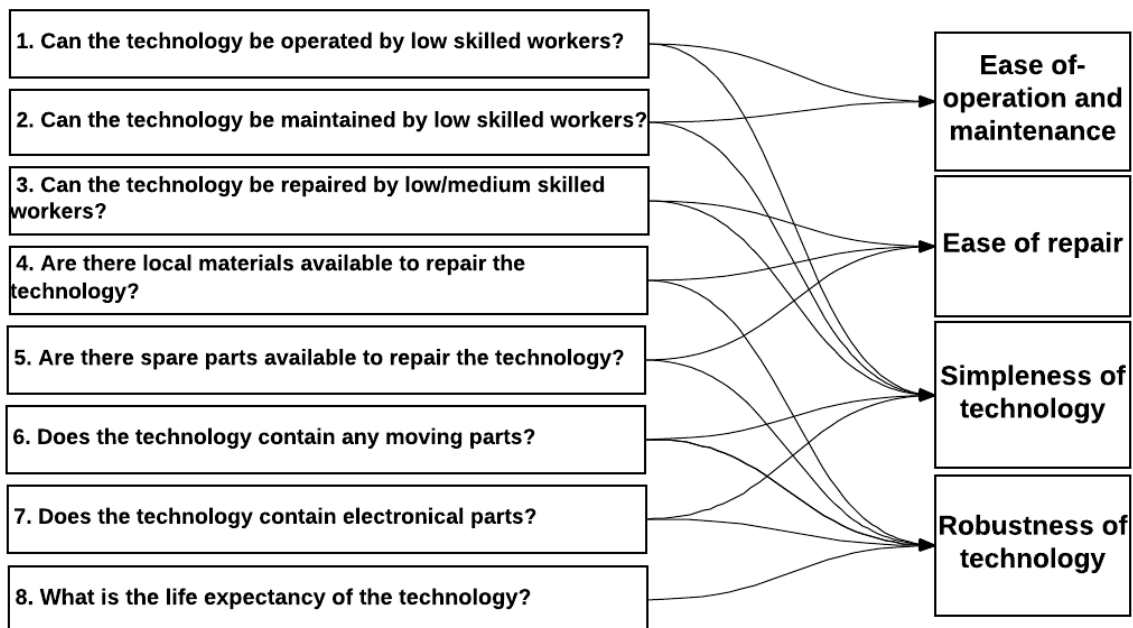 1. Can the technology be operated by low skilled workers?
2. Can the technology be maintained by low skilled workers?
3. Can the technology be repaired by low/medium skilled
workers?
4. Are there local materials available to repair the
technology?
5. Are there spare parts available to repair the technology?
6. Does the technology contain any moving parts?
7. Does the technology contain electronical parts?
8. What is the life expectancy of the technology?
Ease of-
operation and
maintenance
Ease of repair
Simpleness of
technology
Robustness of
technology